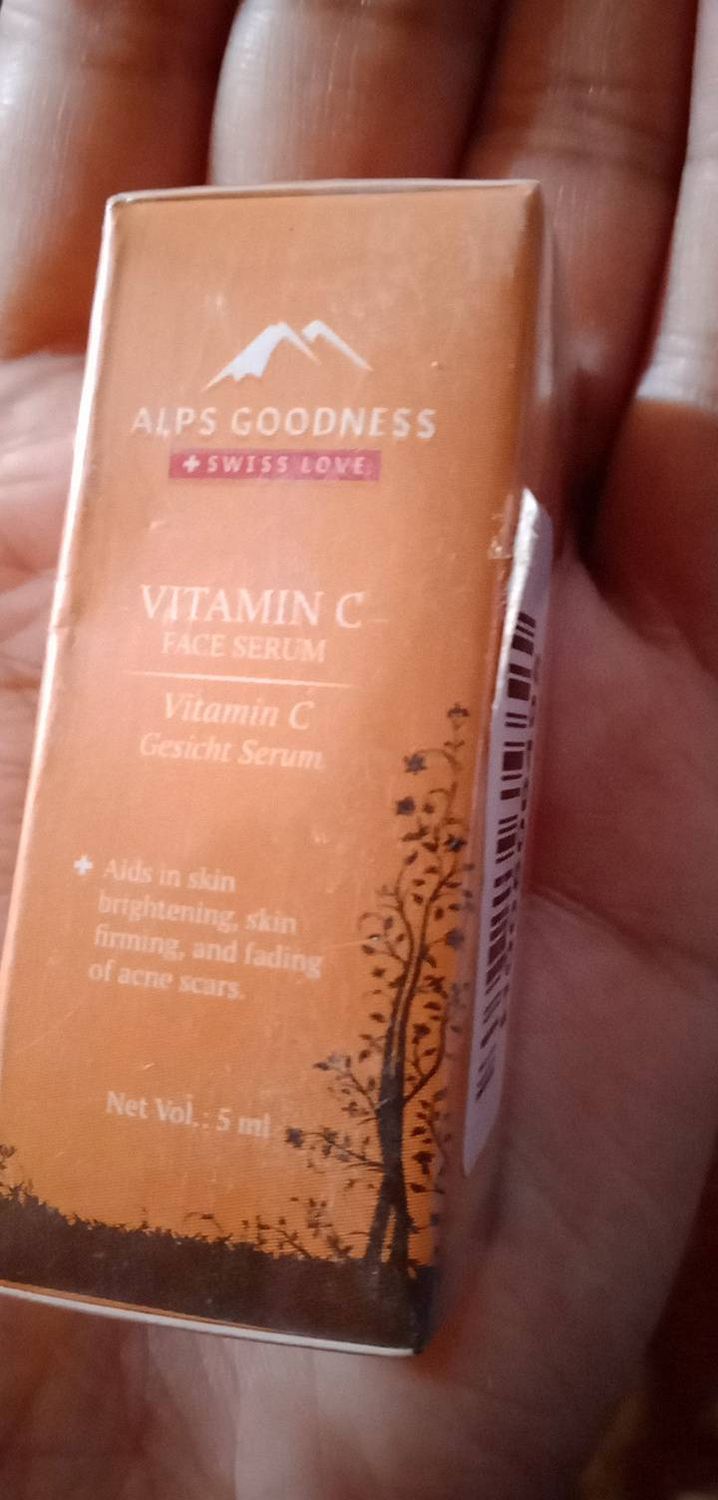 ALPS GOODNESS
SWISS LOVE
VITAMIN C
FACE SERUM
Vitamin C
Gesicht Serum
Aids in skin
brightening, skin
firming, and fading
of acne scars.
Net Vol.: 5 ml